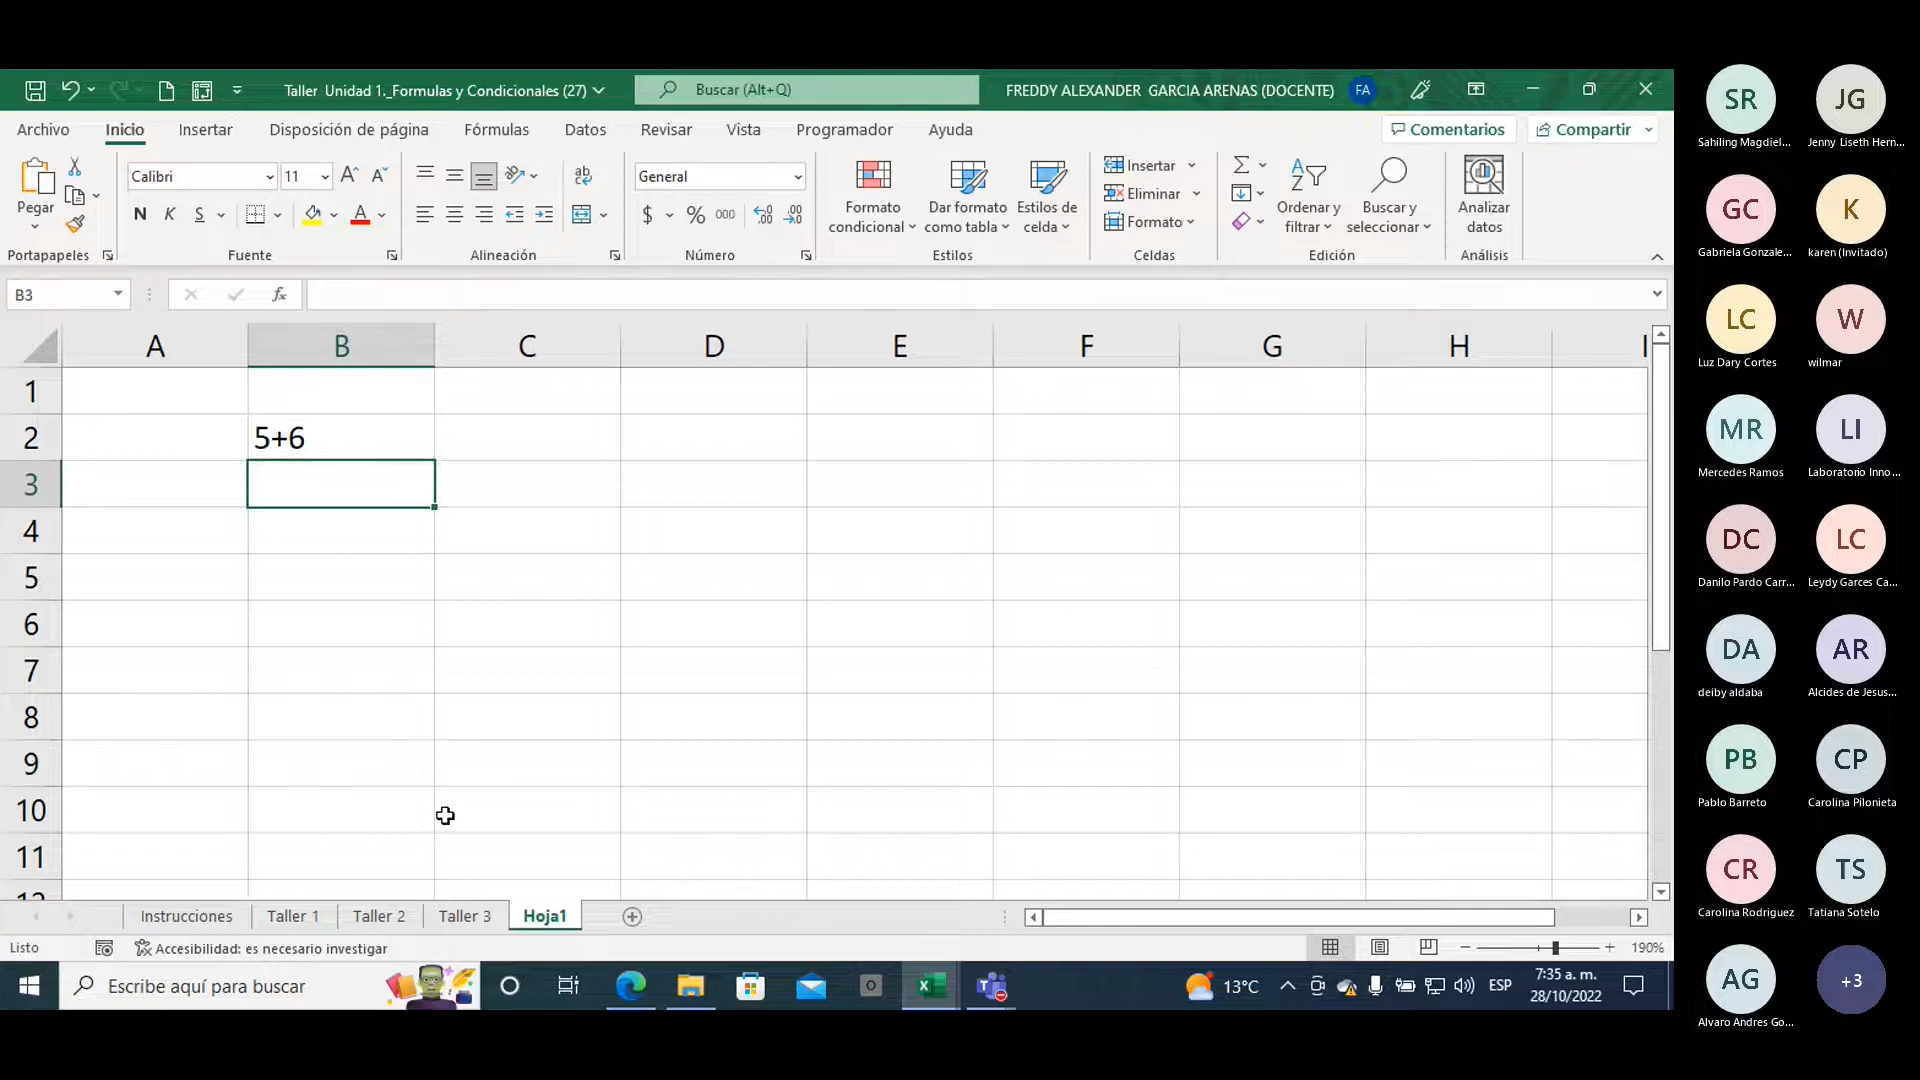 Taller Unidad 1._Formulas y Condicionales (27)
Buscar (Alt+Q)
FREDDY ALEXANDER GARCIA ARENAS (DOCENTE)
FA
Archivo
Inicio
Insertar
Disposición de página
Fórmulas
Datos
Revisar
Vista
Programador
Ayuda
Comentarios
Compartir
Pegar
Calibri
11
N K S
General
$ % 000
Formato condicional
Dar formato como tabla
Estilos de celda
Insertar
Eliminar
Formato
Ordenar y filtrar
Buscar y seleccionar
Analizar datos
Portapapeles
Fuente
Alineación
Número
Estilos
Celdas
Edición
Análisis
B3
fx
A B C D E F G H I
1
2 5+6
3
4
5
6
7
8
9
10
11
12
Instrucciones
Taller 1
Taller 2
Taller 3
Hoja1
Listo
Accesibilidad: es necesario investigar
190%
Escribe aquí para buscar
13°C
ESP
7:35 a. m.
28/10/2022
SR
Sahiling Magdiel...
JG
Jenny Liseth Hern...
GC
Gabriela Gonzale...
K
karen (Invitado)
LC
Luz Dary Cortes
W
wilmar
MR
Mercedes Ramos
LI
Laboratorio Inno...
DC
Danilo Pardo Carr...
LC
Leydy Garces Ca...
DA
deiby aldaba
AR
Alcides de Jesus...
PB
Pablo Barreto
CP
Carolina Pilonieta
CR
Carolina Rodriguez
TS
Tatiana Sotelo
AG
Alvaro Andres Go...
+3